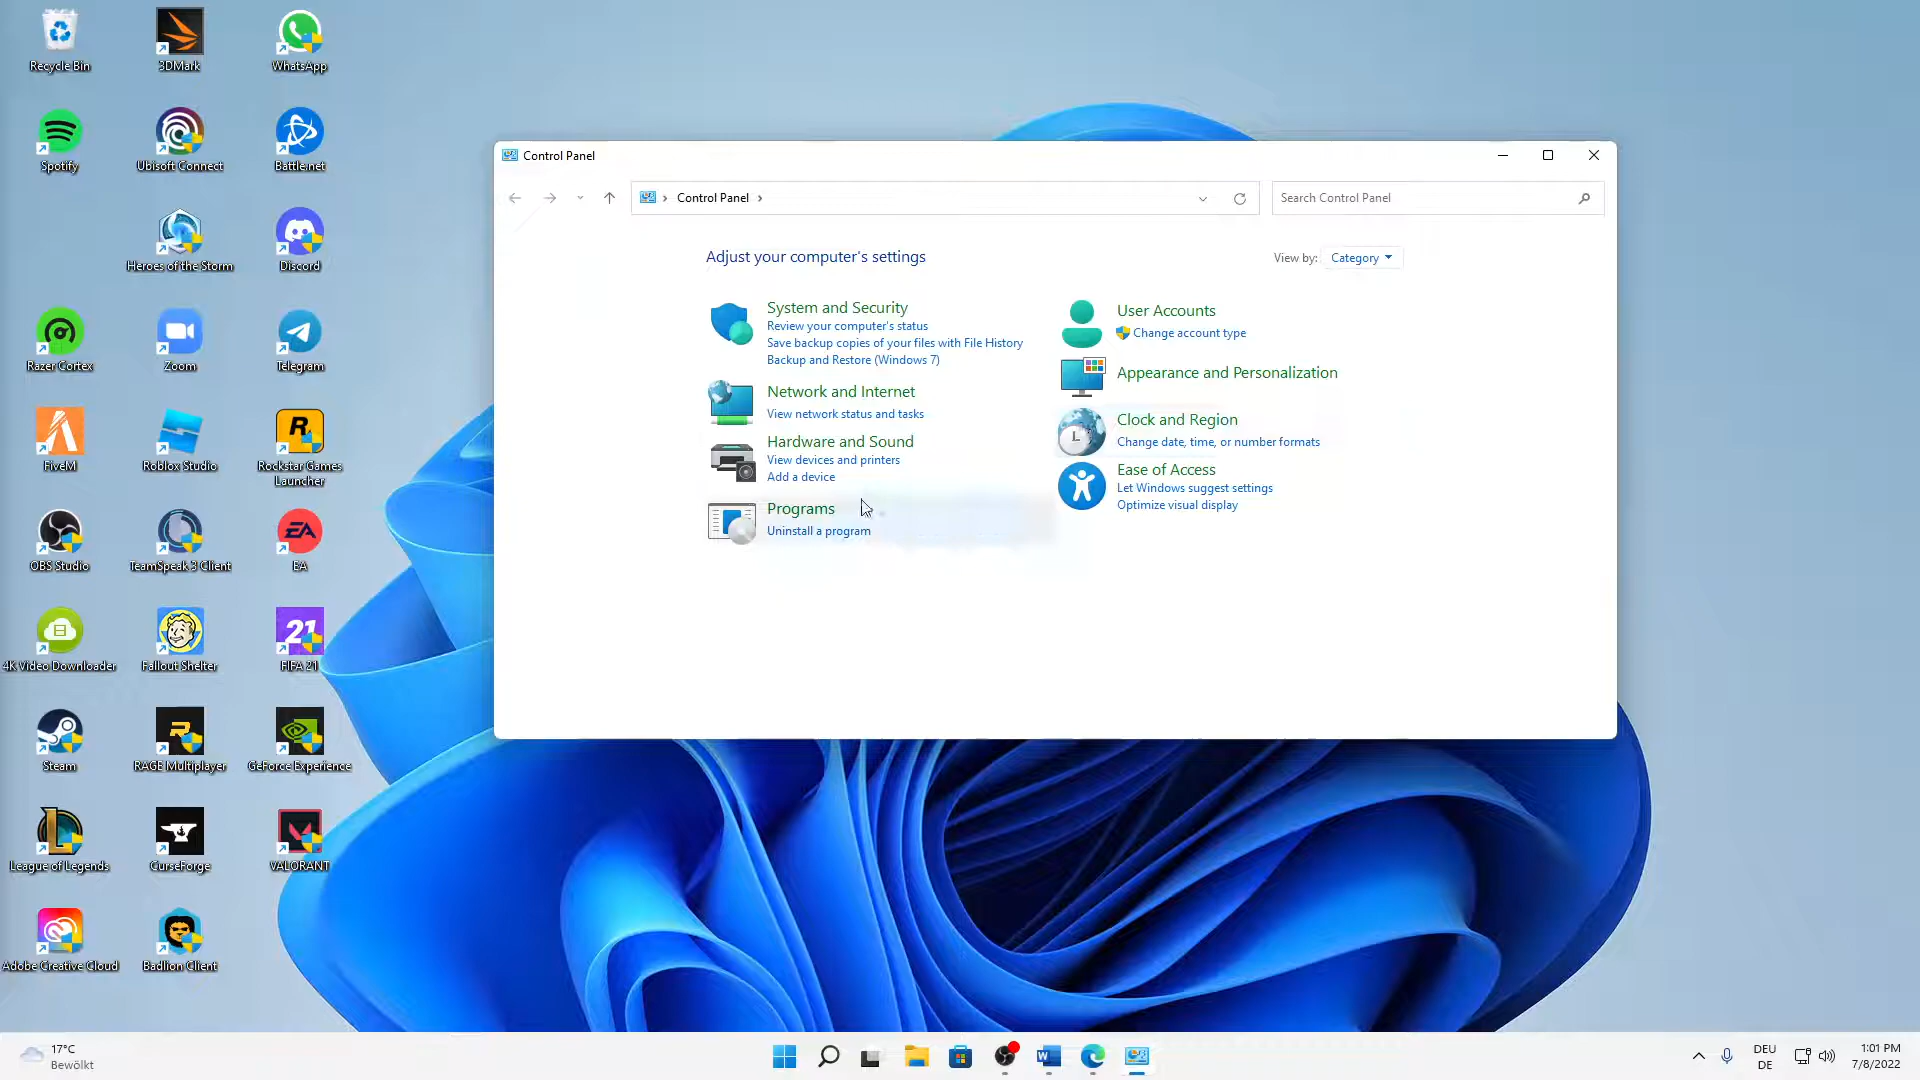 Recycle Bin
3DMark
WhatsApp
Spotify
Ubisoft Connect
Battle.net
Heroes of the Storm
Discord
Razer Cortex
Zoom
Telegram
FiveM
Roblox Studio
Rockstar Games
Launcher
OBS Studio
TeamSpeak 3 Client
EA
4K Video Downloader
Fallout Shelter
FIFA 21
Steam
RAGE Multiplayer
GeForce Experience
League of Legends
CurseForge
VALORANT
Adobe Creative Cloud
Badlion Client
EA
21
Control Panel
Control Panel
Search Control Panel
Adjust your computer's settings
View by: Category
System and Security
Review your computer's status
Save backup copies of your files with File History
Backup and Restore (Windows 7)
Network and Internet
View network status and tasks
Hardware and Sound
View devices and printers
Add a device
Programs
Uninstall a program
User Accounts
Change account type
Appearance and Personalization
Clock and Region
Change date, time, or number formats
Ease of Access
Let Windows suggest settings
Optimize visual display
17°C
Bewölkt
W
DEU
DE
1:01 PM
7/8/2022